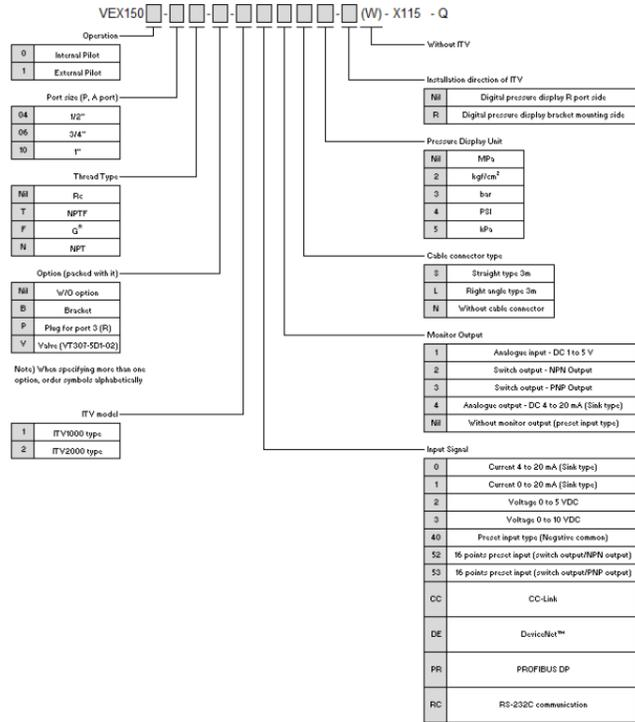 VEX150 - - - - (W) - X115 - Q
Operation
0 Internal Pilot
1 External Pilot
Port size (P, A port)
04 1/2"
06 3/4"
10 1"
Thread Type
Nil Rc
T NPTF
F G
N NPT
Option (packed with it)
Nil W/O option
B Bracket
P Plug for port 3 (R)
V Valve (VT307-5D1-02)
Note) When specifying more than one
option, order symbols alphabetically
ITV model
1 ITV1000 type
2 ITV2000 type
Without ITV
Installation direction of ITV
Nil Digital pressure display R port side
R Digital pressure display bracket mounting side
Pressure Display Unit
Nil MPa
2 kgf/cm²
3 bar
4 PSI
5 kPa
Cable connector type
S Straight type 3m
L Right angle type 3m
N Without cable connector
Monitor Output
1 Analogue input - DC 1 to 5 V
2 Switch output - NPN Output
3 Switch output - PNP Output
4 Analogue output - DC 4 to 20 mA (Sink type)
Nil Without monitor output (preset input type)
Input Signal
0 Current 4 to 20 mA (Sink type)
1 Current 0 to 20 mA (Sink type)
2 Voltage 0 to 5 VDC
3 Voltage 0 to 10 VDC
40 Preset input type (Negative common)
52 16 points preset input (switch output/NPN output)
53 16 points preset input (switch output/PNP output)
CC CC-Link
DE DeviceNet™
PR PROFIBUS DP
RC RS-232C communication